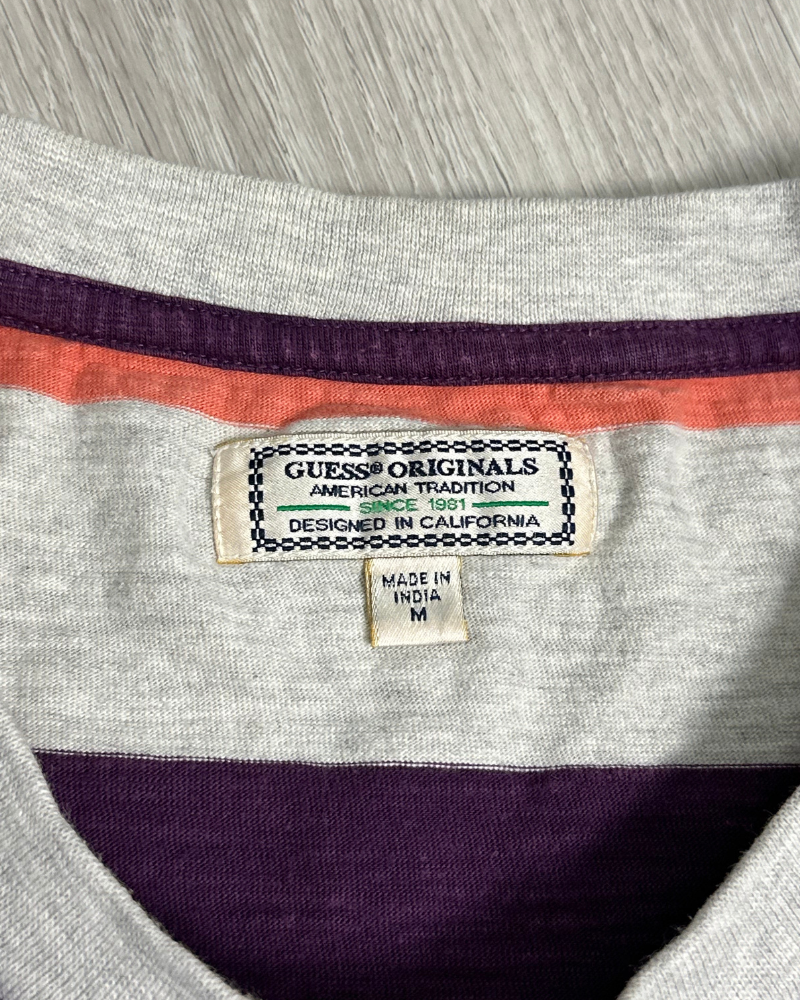 GUESS® ORIGINALS
AMERICAN TRADITION
SINCE 1981
DESIGNED IN CALIFORNIA
MADE IN
INDIA
M